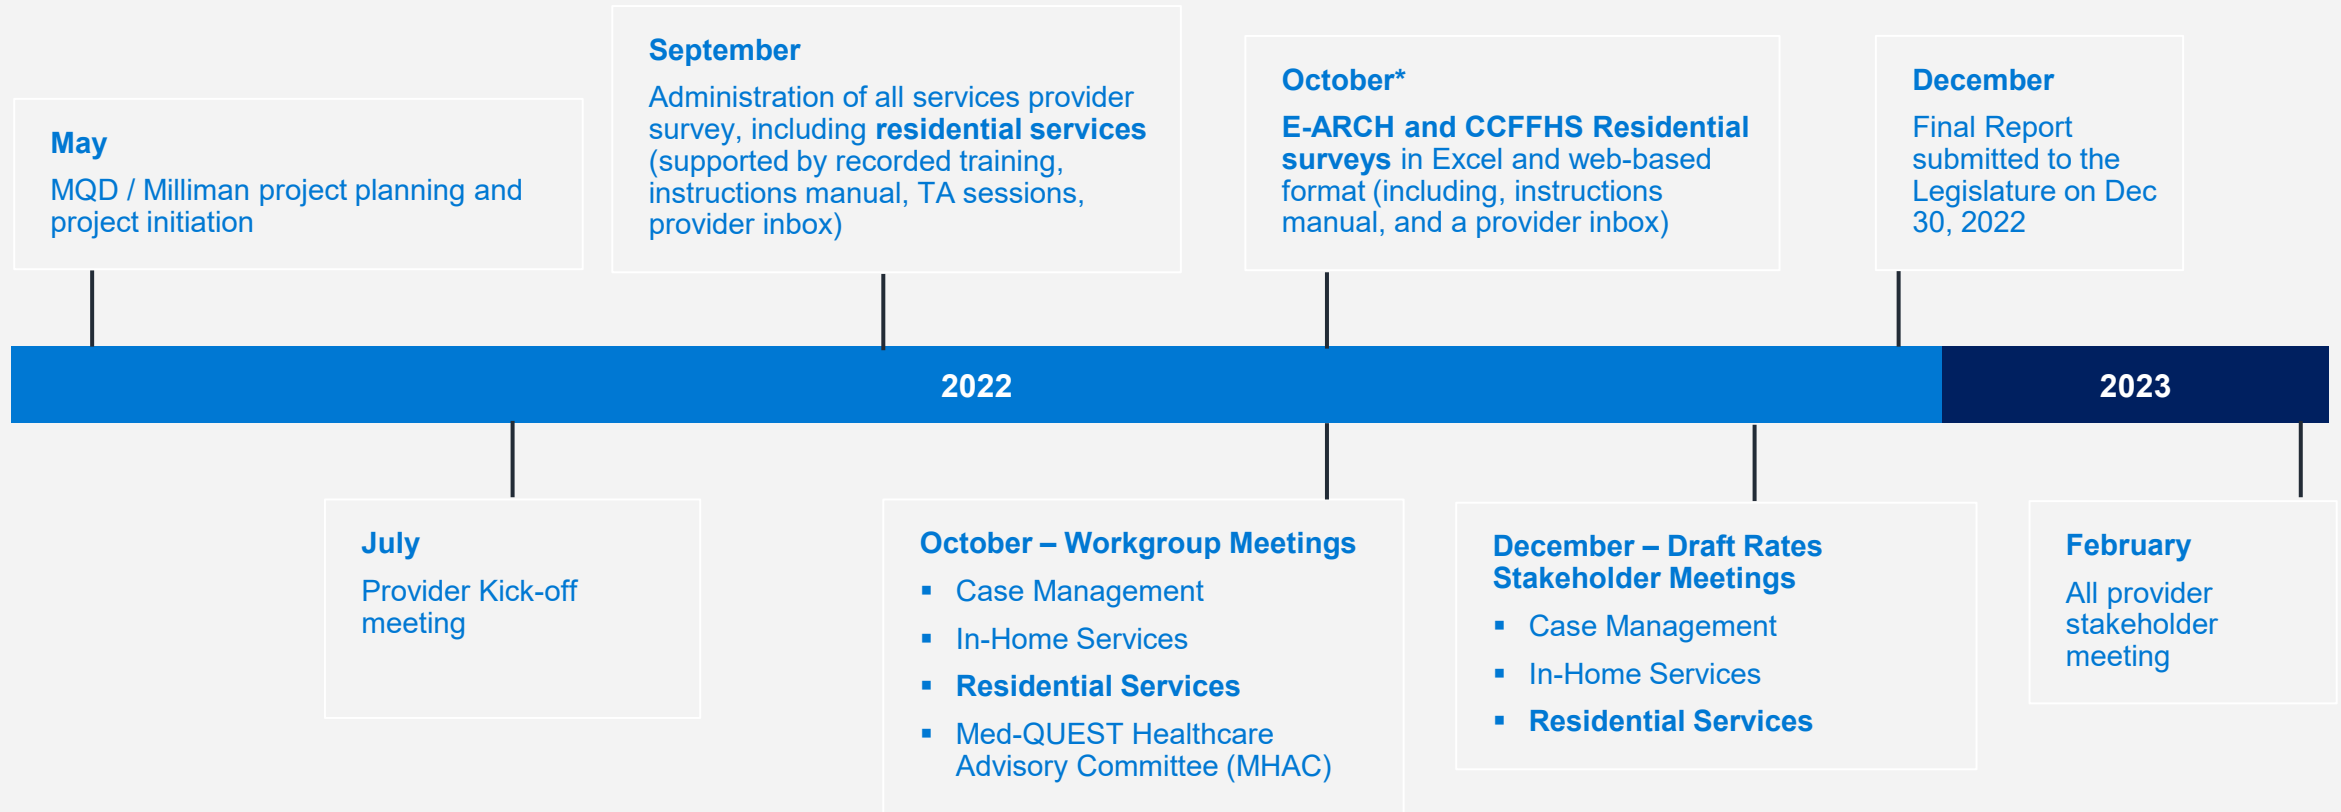 May
MQD / Milliman project planning and
project initiation
September
Administration of all services provider
survey, including residential services
(supported by recorded training,
instructions manual, TA sessions,
provider inbox)
October*
E-ARCH and CCFFHS Residential
surveys in Excel and web-based
format (including, instructions
manual, and a provider inbox)
December
Final Report
submitted to the
Legislature on Dec
30, 2022
2022
2023
July
Provider Kick-off
meeting
October – Workgroup Meetings
▪ Case Management
▪ In-Home Services
▪ Residential Services
▪ Med-QUEST Healthcare
Advisory Committee (MHAC)
December – Draft Rates
Stakeholder Meetings
▪ Case Management
▪ In-Home Services
▪ Residential Services
February
All provider
stakeholder
meeting